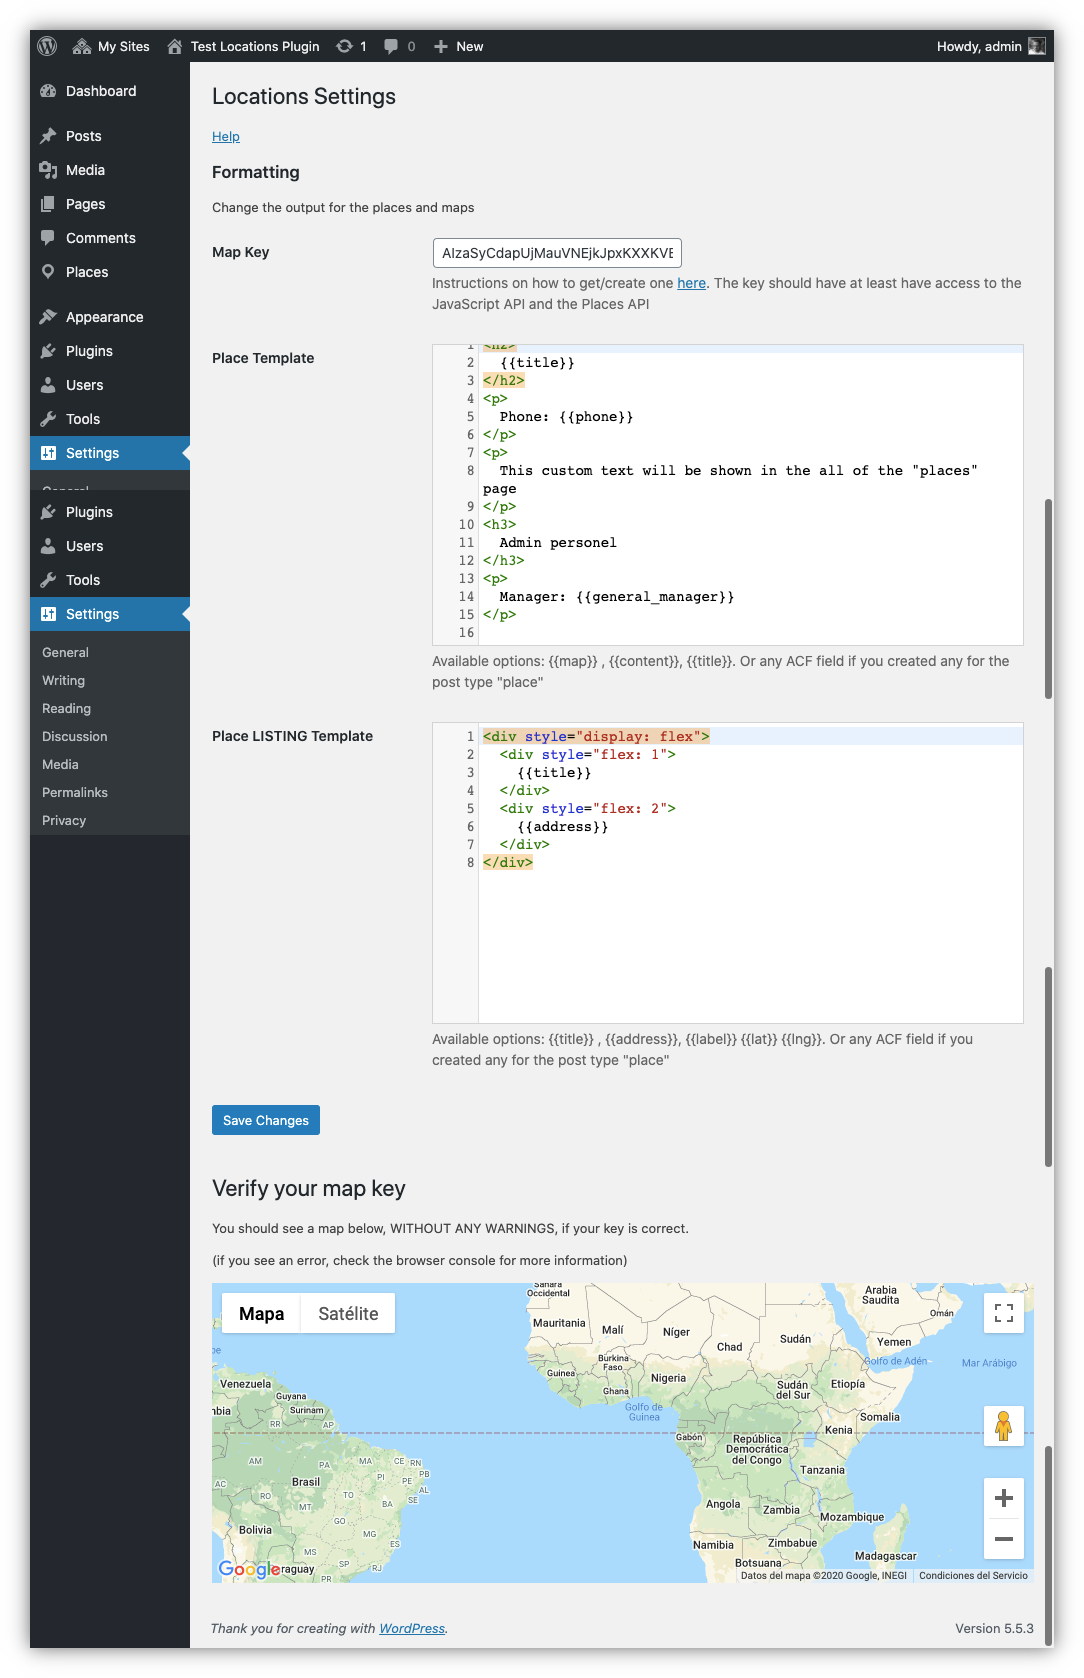 My Sites Test Locations Plugin 1 0 New Howdy, admin
Dashboard
Posts
Media
Pages
Comments
Places
Appearance
Plugins
Users
Tools
Settings
General
Plugins
Users
Tools
Settings
General
Writing
Reading
Discussion
Media
Permalinks
Privacy
Locations Settings
Help
Formatting
Change the output for the places and maps
Map Key
AIzaSyCdapUjMauVNEjkJpxKXXKVE
Instructions on how to get/create one here. The key should have at least have access to the
JavaScript API and the Places API
Place Template
1 <h2>
2 {{title}}
3 </h2>
4 <p>
5 Phone: {{phone}}
6 </p>
7 <p>
8 This custom text will be shown in the all of the "places"
page
9 </p>
10 <h3>
11 Admin personel
12 </h3>
13 <p>
14 Manager: {{general_manager}}
15 </p>
16
Available options: {{map}} , {{content}}, {{title}}. Or any ACF field if you created any for the
post type "place"
Place LISTING Template
1 <div style="display: flex">
2 <div style="flex: 1">
3 {{title}}
4 </div>
5 <div style="flex: 2">
6 {{address}}
7 </div>
8 </div>
Available options: {{title}} , {{address}}, {{label}} {{lat}} {{lng}}. Or any ACF field if you
created any for the post type "place"
Save Changes
Verify your map key
You should see a map below, WITHOUT ANY WARNINGS, if your key is correct.
(if you see an error, check the browser console for more information)
Mapa Satélite
Sahara
Occidental
Arabia
Saudita
Omán
Mauritania
Malí
Níger
Chad
Sudán
Yemen
Golfo de Adén
Mar Arábigo
Burkina
Faso
Guinea
Ghana
Nigeria
Sudán
del Sur
Etiopía
Venezuela
Guyana
Surinam
Golfo de
Guinea
Somalia
RR
AP
Gabón
República
Democrática
del Congo
Kenia
AM
PA
MA
CE
RN
PB
PI
PE
AL
SE
AC
RO
Brasil
TO
BA
MT
Tanzania
Angola
Zambia
Mozambique
GO
Bolivia
MG
ES
MS
SP
RJ
PR
Namibia
Zimbabue
Botsuana
Madagascar
Google
raguay
Datos del mapa ©2020 Google, INEGI Condiciones del Servicio
Thank you for creating with WordPress. Version 5.5.3